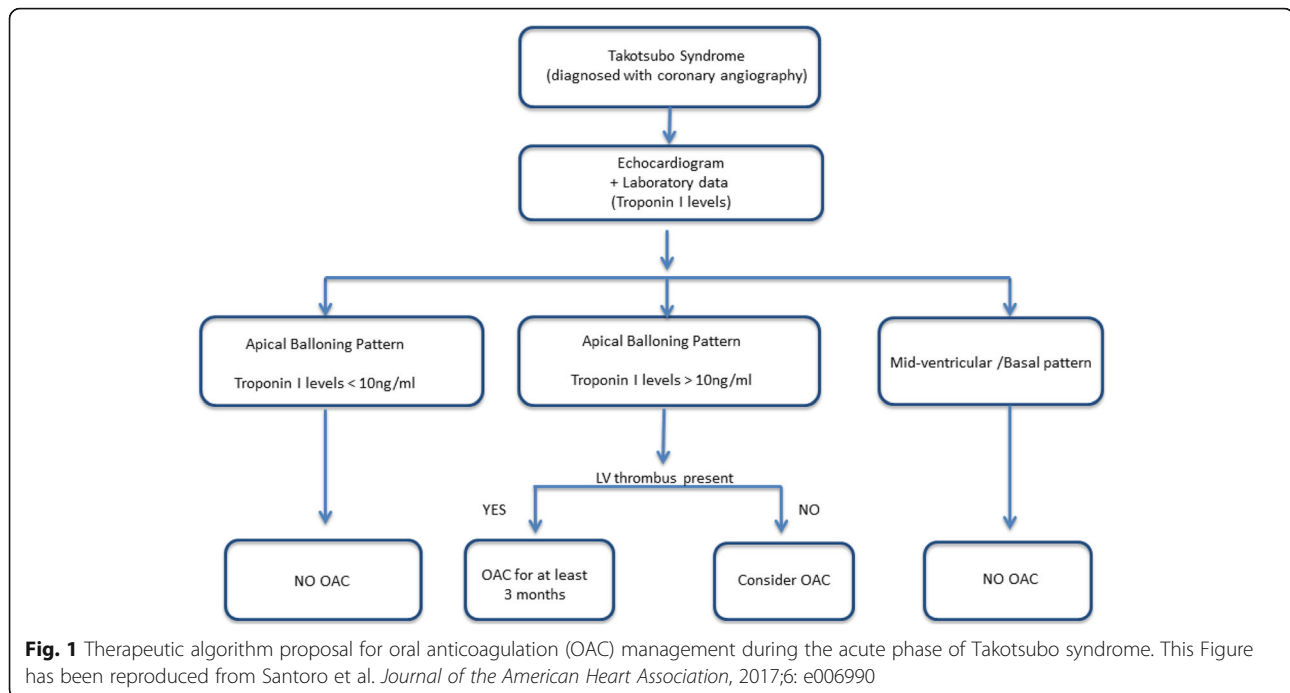 Takotsubo Syndrome
(diagnosed with coronary angiography)
Echocardiogram
+ Laboratory data
(Troponin I levels)
Apical Balloning Pattern
Troponin I levels < 10ng/ml
Apical Balloning Pattern
Troponin I levels > 10ng/ml
Mid-ventricular /Basal pattern
LV thrombus present
YES
NO
NO OAC
OAC for at least
3 months
Consider OAC
NO OAC
Fig. 1 Therapeutic algorithm proposal for oral anticoagulation (OAC) management during the acute phase of Takotsubo syndrome. This Figure
has been reproduced from Santoro et al. Journal of the American Heart Association, 2017;6: e006990